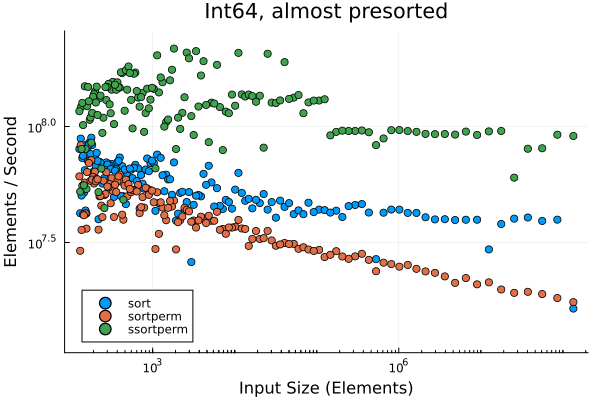 Int64, almost presorted
Elements / Second
10^8.0
10^7.5
sort
sortperm
ssortperm
10^3
10^6
Input Size (Elements)